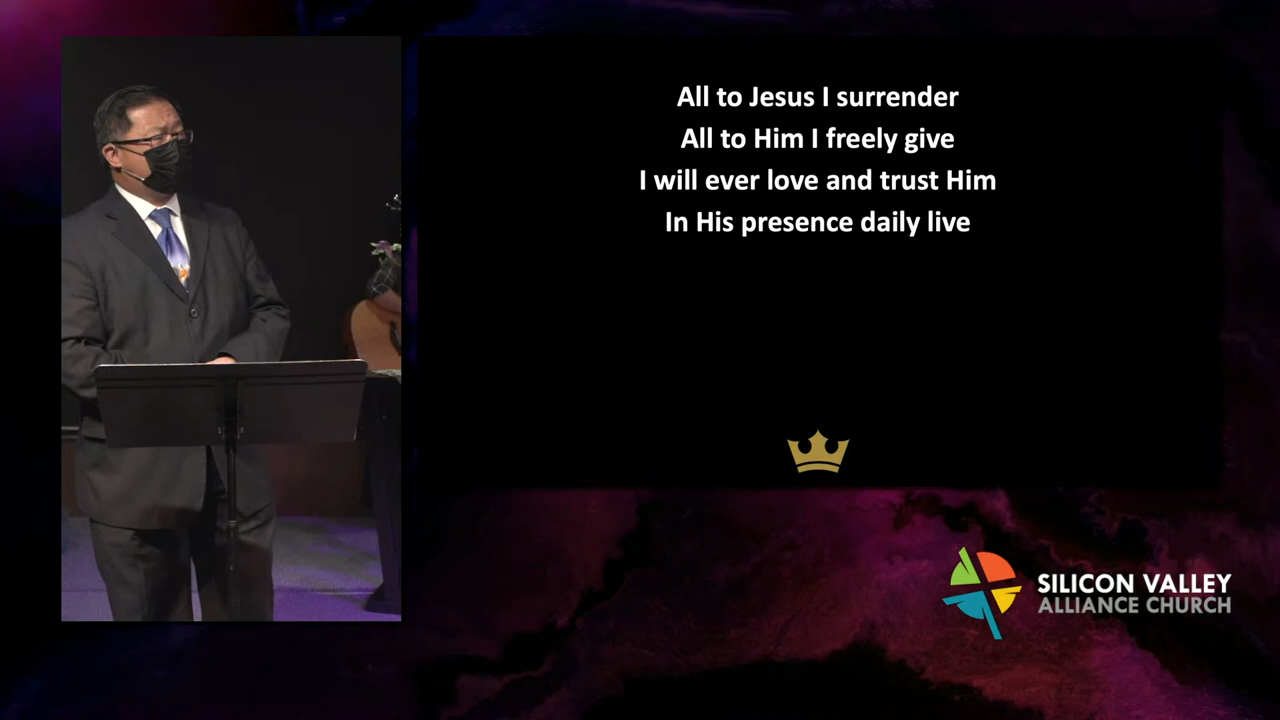 All to Jesus I surrender
All to Him I freely give
I will ever love and trust Him
In His presence daily live
SILICON VALLEY
ALLIANCE CHURCH